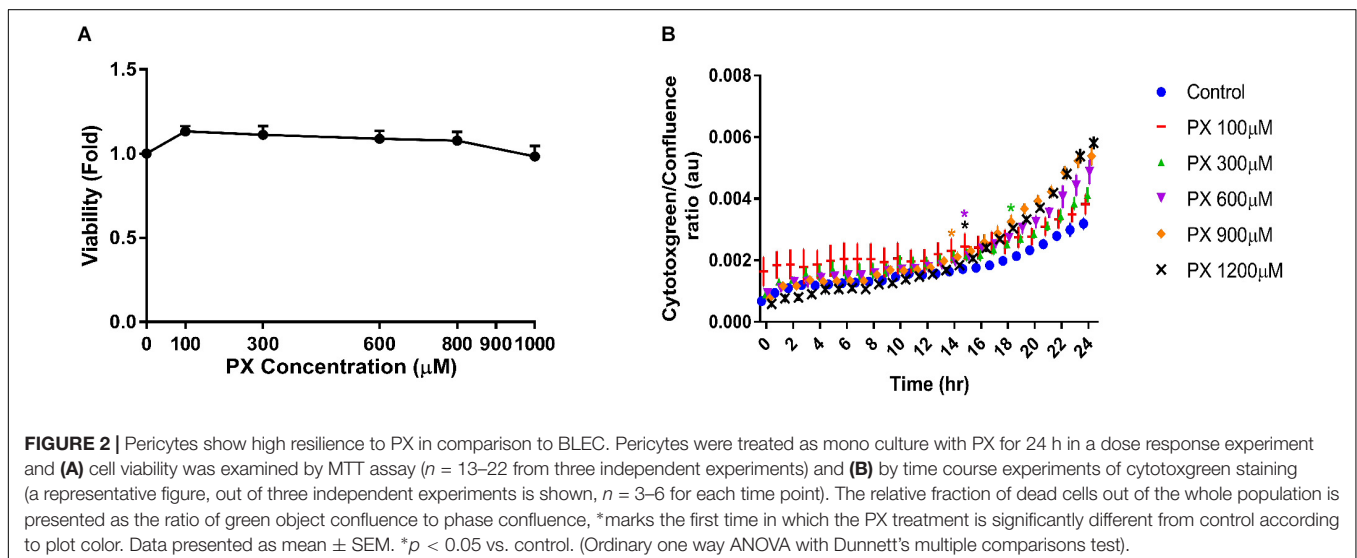 A
Viability (Fold)
1.5
1.0
0.5
0.0
0 100 300 600 800 900 1000
PX Concentration (μM)
B
Cytotoxgreen/Confluence
ratio (au)
0.008
0.006
0.004
0.002
0.000
* * * *
0 2 4 6 8 10 12 14 16 18 20 22 24
Time (hr)
Control
PX 100μM
PX 300μM
PX 600μM
PX 900μM
PX 1200μM
FIGURE 2 | Pericytes show high resilience to PX in comparison to BLEC. Pericytes were treated as mono culture with PX for 24 h in a dose response experiment
and (A) cell viability was examined by MTT assay (n = 13–22 from three independent experiments) and (B) by time course experiments of cytotoxgreen staining
(a representative figure, out of three independent experiments is shown, n = 3–6 for each time point). The relative fraction of dead cells out of the whole population is
presented as the ratio of green object confluence to phase confluence, *marks the first time in which the PX treatment is significantly different from control according
to plot color. Data presented as mean ± SEM. *p < 0.05 vs. control. (Ordinary one way ANOVA with Dunnett's multiple comparisons test).